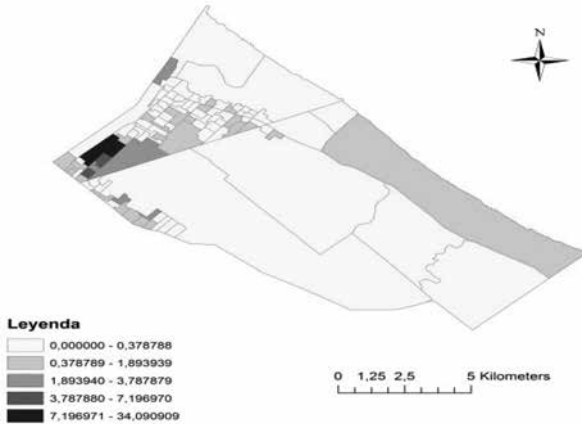 N
Leyenda
0,000000 - 0,378788
0,378789 - 1,893939
1,893940 - 3,787879
3,787880 - 7,196970
7,196971 - 34,090909
0 1,25 2,5 5 Kilometers